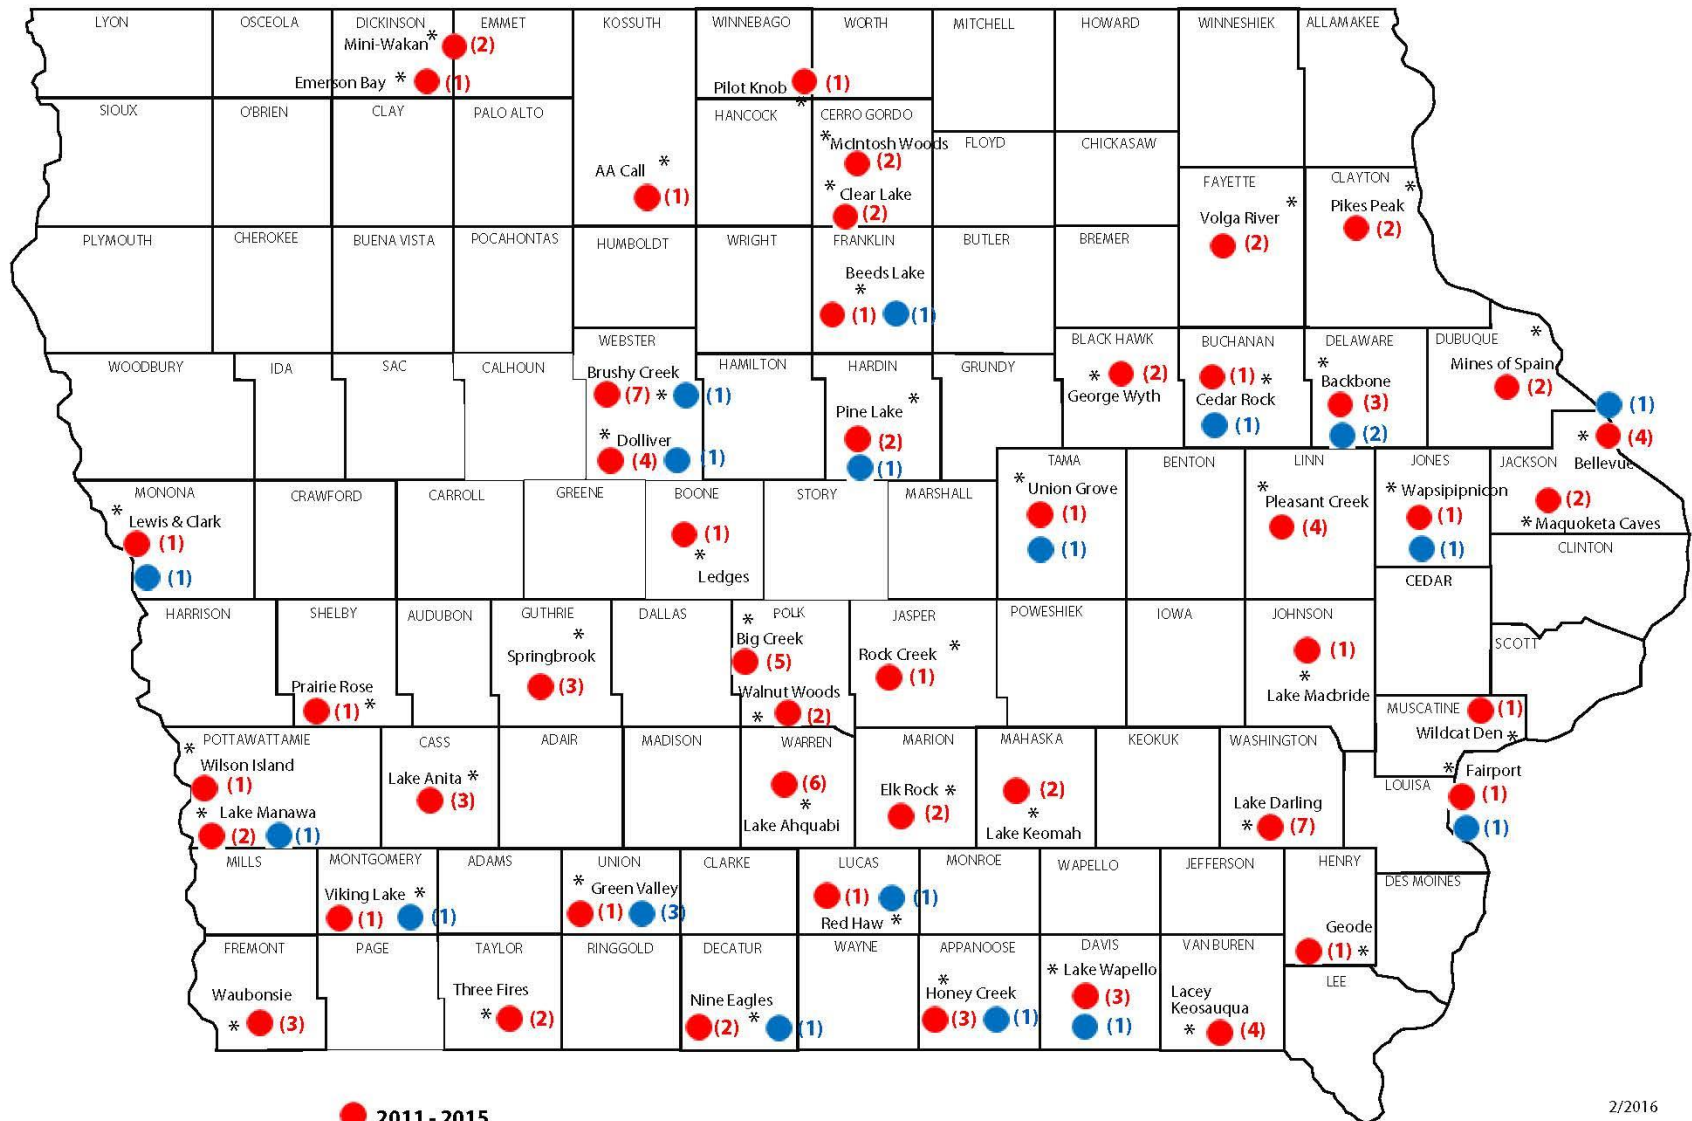 LYON
OSCEOLA
DICKINSON
EMMET
KOSSUTH
WINNEBAGO
WORTH
MITCHELL
HOWARD
WINNESHIEK
ALLAMAKEE
Mini-Wakan*
(2)
Emerson Bay *
(1)
Pilot Knob
(1)
*
SIOUX
O'BRIEN
CLAY
PALO ALTO
HANCOCK
CERRO GORDO
FLOYD
CHICKASAW
*
McIntosh Woods
(2)
AA Call *
(1)
*
Clear Lake
(2)
FAYETTE
*
Volga River
(2)
CLAYTON
*
Pikes Peak
(2)
PLYMOUTH
CHEROKEE
BUENA VISTA
POCAHONTAS
HUMBOLDT
WRIGHT
FRANKLIN
BUTLER
BREMER
Beeds Lake
*
(1)
(1)
WOODBURY
IDA
SAC
CALHOUN
WEBSTER
Brushy Creek
(7) *
(1)
* Dolliver
(4)
(1)
HAMILTON
HARDIN
Pine Lake *
(2)
(1)
GRUNDY
BLACK HAWK
* (2)
George Wyth
BUCHANAN
(1) *
Cedar Rock
(1)
DELAWARE
*
Backbone
(3)
(2)
DUBUQUE
*
Mines of Spain
(2)
(1)
* (4)
Bellevue
MONONA
*
Lewis & Clark
(1)
(1)
CRAWFORD
CARROLL
GREENE
BOONE
(1)
*
Ledges
STORY
MARSHALL
TAMA
* Union Grove
(1)
(1)
BENTON
LINN
*
Pleasant Creek
(4)
JONES
* Wapsipipnicon
(1)
(1)
JACKSON
(2)
* Maquoketa Caves
CLINTON
CEDAR
HARRISON
SHELBY
Prairie Rose
(1) *
AUDUBON
GUTHRIE
*
Springbrook
(3)
DALLAS
POLK
*
Big Creek
(5)
Walnut Woods
* (2)
JASPER
Rock Creek *
(1)
POWESHIEK
IOWA
JOHNSON
(1)
*
Lake Macbride
SCOTT
MUSCATINE
(1)
Wildcat Den *
POTTAWATTAMIE
*
Wilson Island
(1)
* Lake Manawa
(2)
(1)
CASS
Lake Anita *
(3)
ADAIR
MADISON
WARREN
(6)
*
Lake Ahquabi
MARION
Elk Rock *
(2)
MAHASKA
(2)
*
Lake Keomah
KEOKUK
WASHINGTON
Lake Darling
* (7)
LOUISA
* Fairport
(1)
(1)
MILLS
MONTGOMERY
Viking Lake *
(1)
(1)
ADAMS
UNION
* Green Valley
(1)
(3)
CLARKE
LUCAS
(1)
(1)
Red Haw *
MONROE
WAPELLO
JEFFERSON
HENRY
Geode
(1) *
DES MOINES
FREMONT
Waubonsie
* (3)
PAGE
TAYLOR
Three Fires
* (2)
RINGGOLD
DECATUR
Nine Eagles
(2) *
(1)
WAYNE
APPANOOSE
*
Honey Creek
(3)
(1)
DAVIS
* Lake Wapello
(3)
(1)
VAN BUREN
Lacey
Keosauqua
* (4)
LEE
2011 - 2015
2/2016